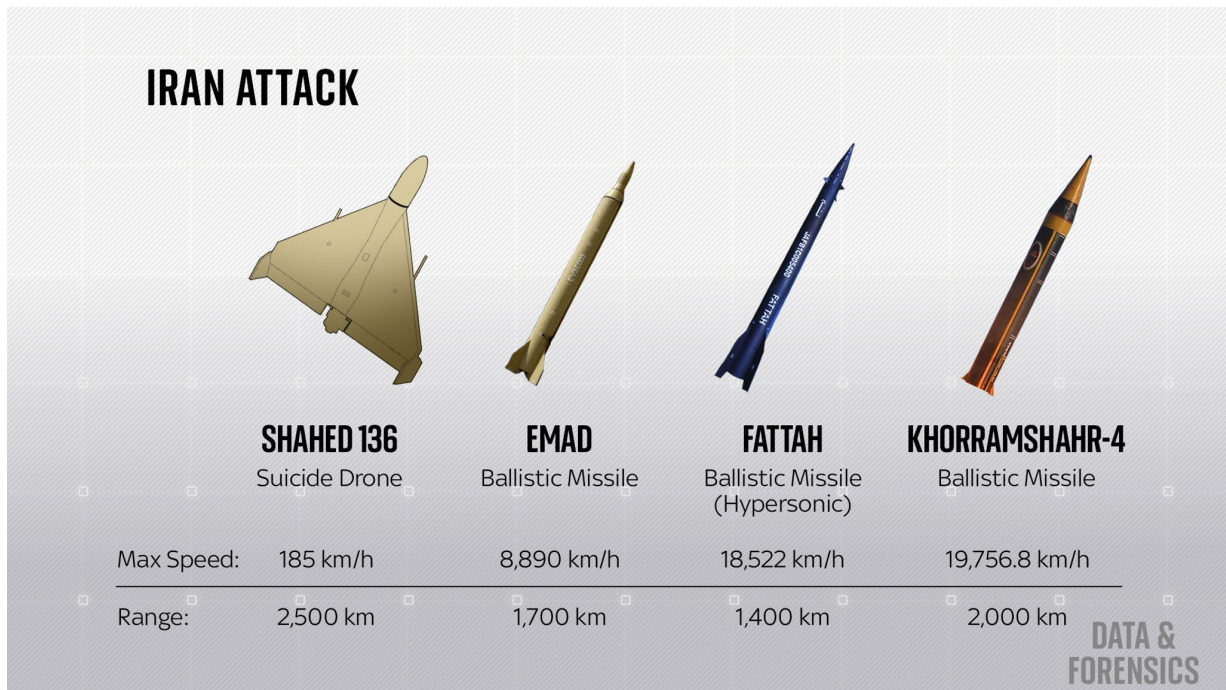 IRAN ATTACK
FATTAH
SHAHED 136
EMAD
FATTAH
KHORRAMSHAHR-4
Suicide Drone
Ballistic Missile
Ballistic Missile
(Hypersonic)
Ballistic Missile
Max Speed: 185 km/h 8,890 km/h 18,522 km/h 19,756.8 km/h
Range: 2,500 km 1,700 km 1,400 km 2,000 km
DATA &
FORENSICS